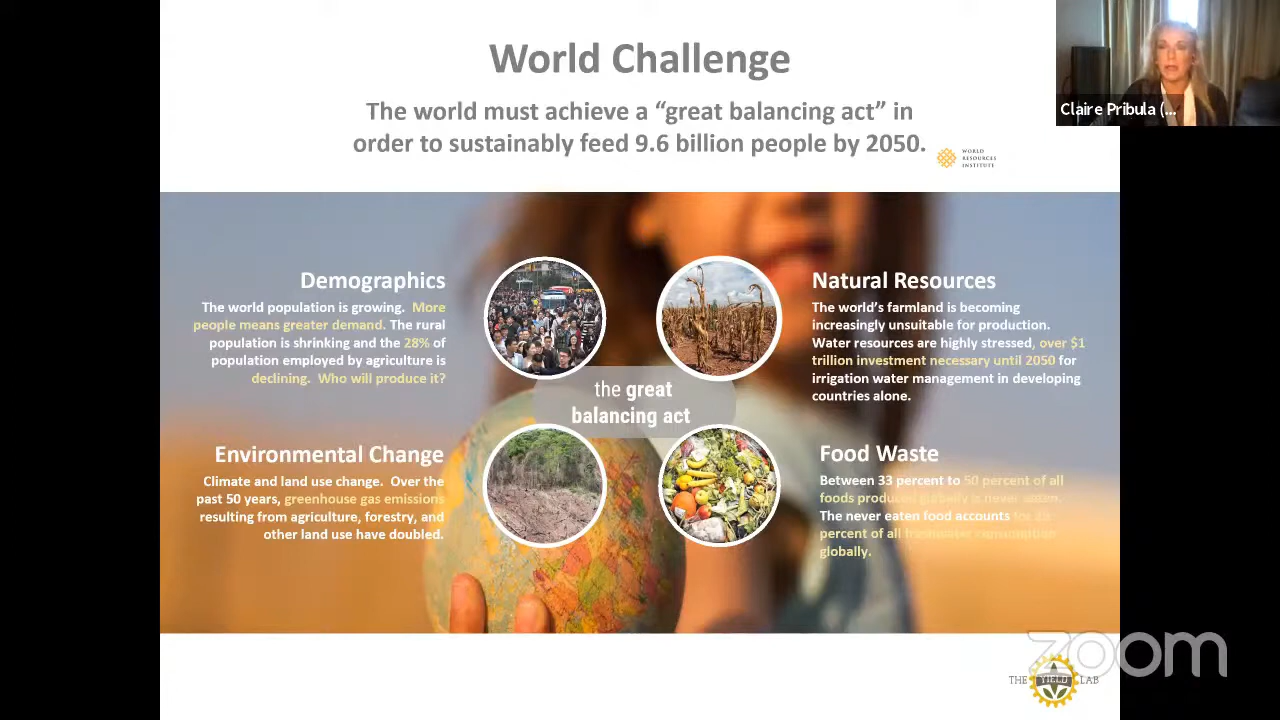 World Challenge
The world must achieve a “great balancing act” in
order to sustainably feed 9.6 billion people by 2050.
WORLD
RESOURCES
INSTITUTE
Claire Pribula (...
Demographics
The world population is growing. More
people means greater demand. The rural
population is shrinking and the 28% of
population employed by agriculture is
declining. Who will produce it?
Natural Resources
The world’s farmland is becoming
increasingly unsuitable for production.
Water resources are highly stressed, over $1
trillion investment necessary until 2050 for
irrigation water management in developing
countries alone.
the great
balancing act
Environmental Change
Climate and land use change. Over the
past 50 years, greenhouse gas emissions
resulting from agriculture, forestry, and
other land use have doubled.
Food Waste
Between 33 percent to 50 percent of all
foods produced globally is never eaten.
The never eaten food accounts for
percent of all freshwater consumption
globally.
zoom
THE YIELD LAB